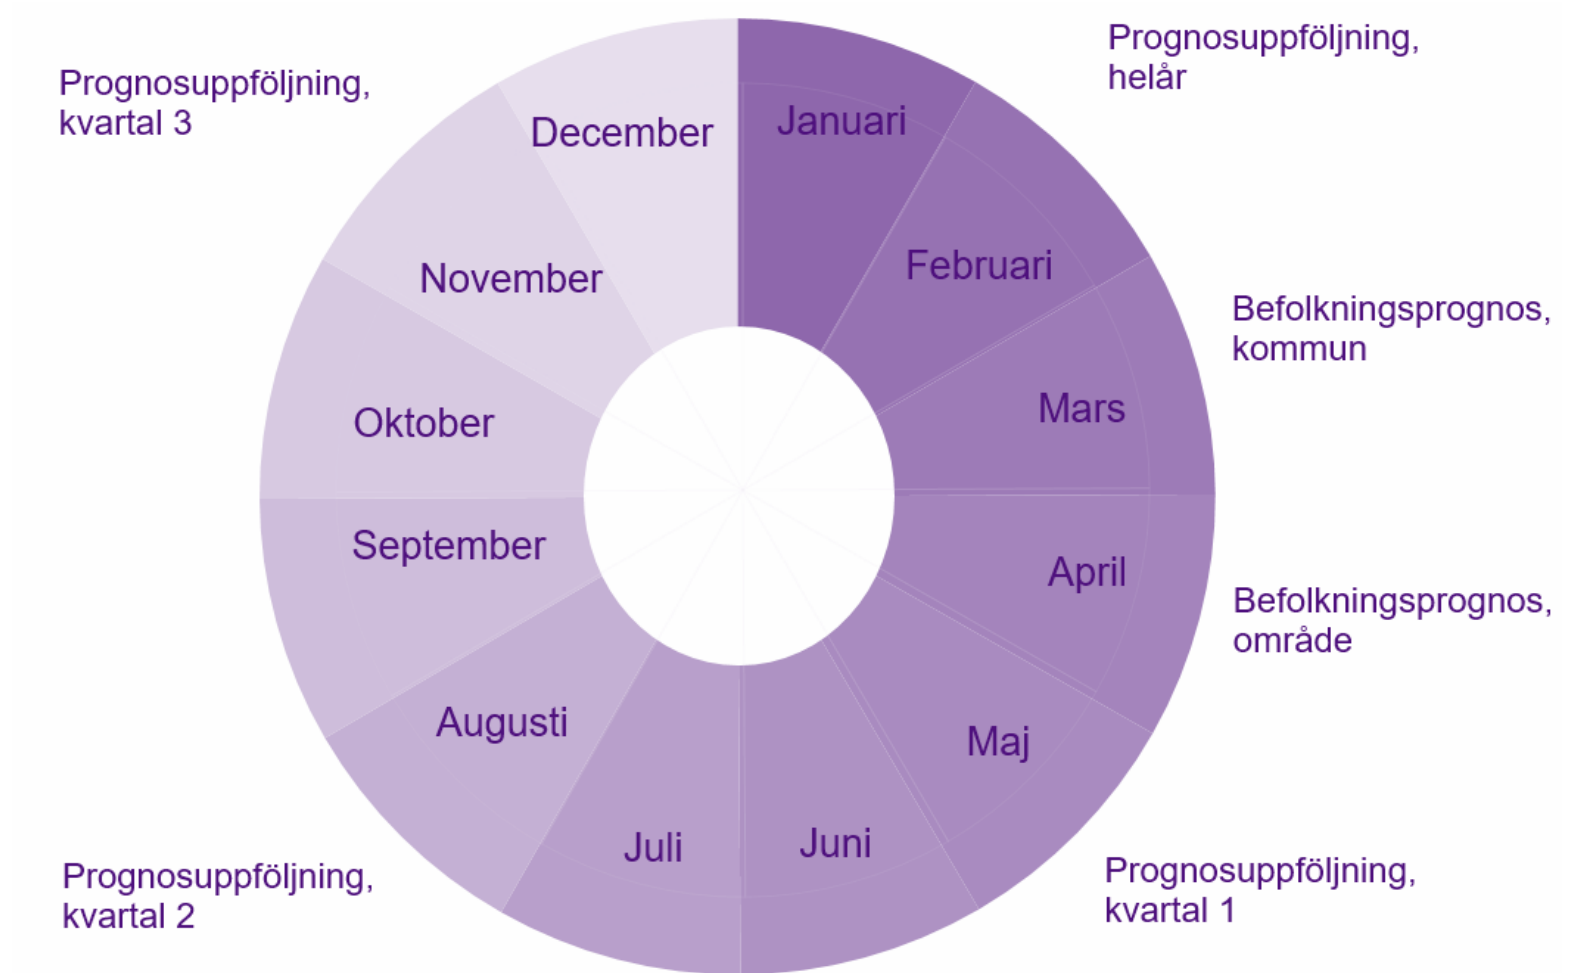 Prognosuppföljning,
helår
Prognosuppföljning,
kvartal 3
Januari
December
Februari
November
Befolkningsprognos,
kommun
Mars
Oktober
September
April
Befolkningsprognos,
område
Augusti
Maj
Juli
Juni
Prognosuppföljning,
kvartal 1
Prognosuppföljning,
kvartal 2